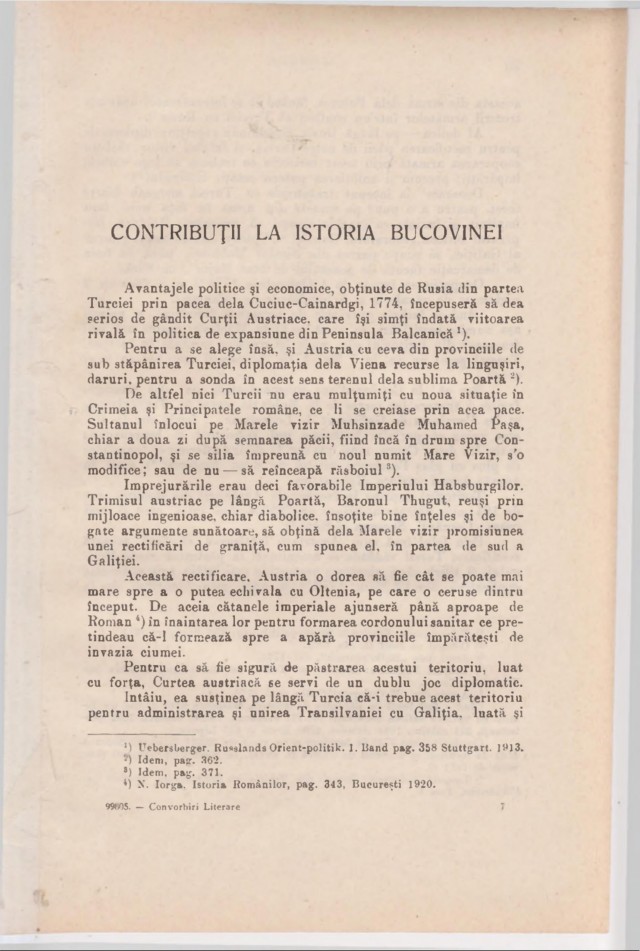 CONTRIBUŢII LA ISTORIA BUCOVINEI
Avantajele politice şi economice, obţinute de Rusia din partea
Turciei prin pacea dela Cuciuc-Cainardgi, 1774, începuseră să dea
serios de gândit Curţii Austriace, care îşi simţi îndată viitoarea
rivală în politica de expansiune din Peninsula Balcanică ¹).
Pentru a se alege însă, şi Austria cu ceva din provinciile de
sub stăpânirea Turciei, diplomaţia dela Viena recurse la linguşiri,
daruri, pentru a sonda în acest sens terenul dela sublima Poartă ²).
De altfel nici Turcii nu erau mulţumiţi cu noua situaţie în
Crimeia şi Principatele române, ce li se creiase prin acea pace.
Sultanul înlocui pe Marele vizir Muhsinzade Muhamed Paşa,
chiar a doua zi după semnarea păcii, fiind încă în drum spre Con-
stantinopol, şi se silia împreună cu noul numit Mare Vizir, s'o
modifice; sau de nu — să reînceapă răsboiul ³).
Imprejurările erau deci favorabile Imperiului Habsburgilor.
Trimisul austriac pe lângă Poartă, Baronul Thugut, reuşi prin
mijloace ingenioase, chiar diabolice, însoţite bine înţeles şi de bo-
gate argumente sunătoare, să obţină dela Marele vizir promisiunea
unei rectificări de graniţă, cum spunea el, în partea de sud a
Galiţiei.
Această rectificare, Austria o dorea să fie cât se poate mai
mare spre a o putea echivala cu Oltenia, pe care o ceruse dintru
început. De aceia cătanele imperiale ajunseră până aproape de
Roman ⁴) în înaintarea lor pentru formarea cordonului sanitar ce pre-
tindeau că-l formează spre a apăra provinciile împărăteşti de
invazia ciumei.
Pentru ca să fie sigură de păstrarea acestui teritoriu, luat
cu forţa, Curtea austriacă se servi de un dublu joc diplomatic.
Intâiu, ea susţinea pe lângă Turcia că-i trebue acest teritoriu
pentru administrarea şi unirea Transilvaniei cu Galiţia, luată şi
¹) Uebersberger. Russlands Orient-politik. I. Band pag. 358 Stuttgart. 1913.
²) Idem, pag. 362.
³) Idem, pag. 371.
⁴) N. Iorga, Istoria Românilor, pag. 343, Bucureşti 1920.
99605. — Convorbiri Literare 7